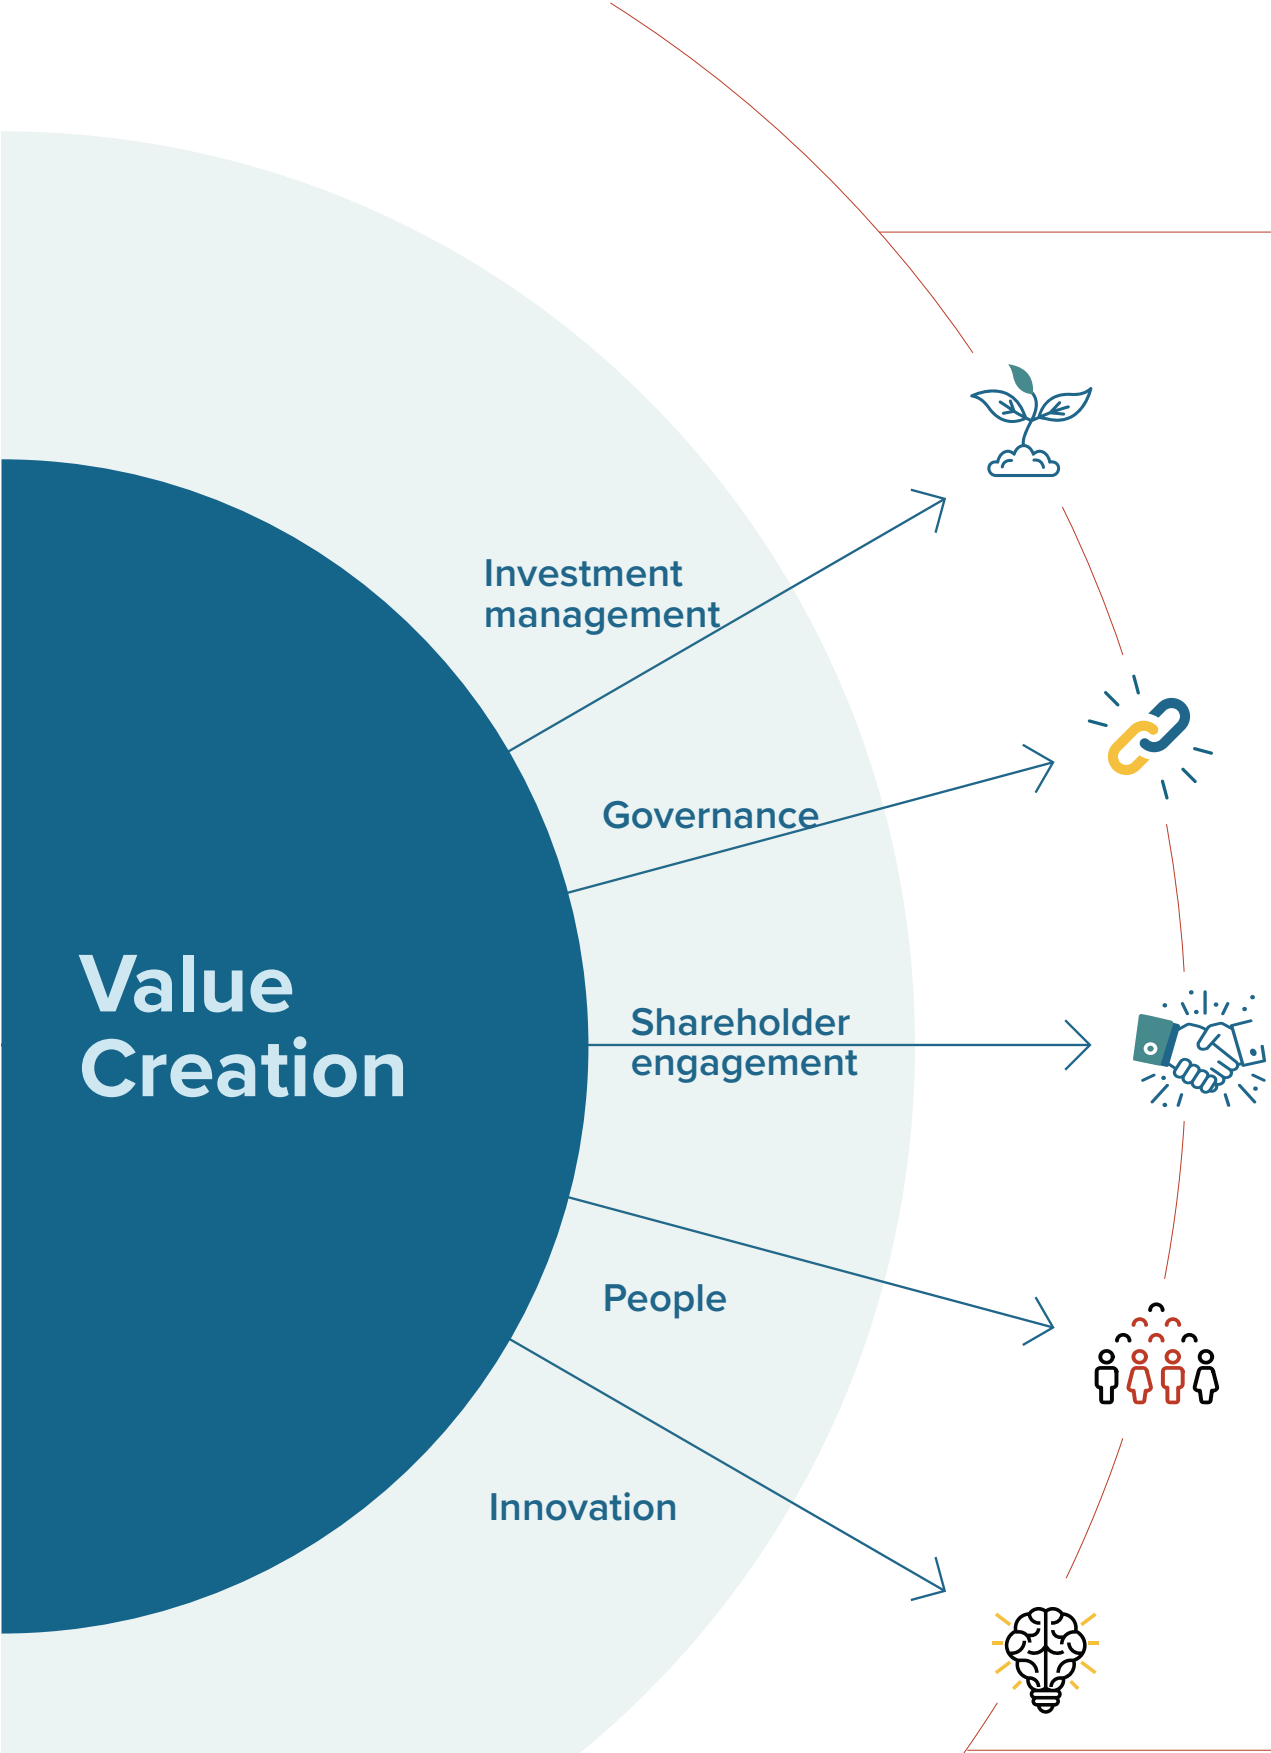 Investment
management
Governance
Value
Creation
Shareholder
engagement
People
Innovation